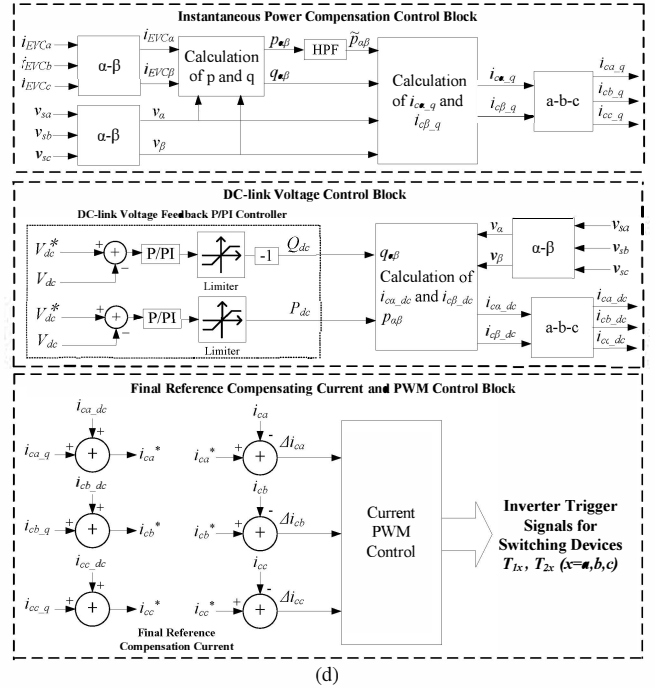 Instantaneous Power Compensation Control Block
i_EVCa
i_EVCb
i_EVCc
α-β
i_EVCα
i_EVCβ
Calculation
of p and q
p_αβ
HPF
p̃_αβ
q_αβ
Calculation
of i_cα_q and
i_cβ_q
i_cα_q
i_cβ_q
a-b-c
i_ca_q
i_cb_q
i_cc_q
v_sa
v_sb
v_sc
α-β
v_α
v_β
DC-link Voltage Control Block
DC-link Voltage Feedback P/PI Controller
V_dc*
+
+
−
V_dc
P/PI
Limiter
-1
Q_dc
V_dc*
+
+
−
V_dc
P/PI
Limiter
P_dc
q_αβ
Calculation of
i_cα_dc and i_cβ_dc
p_αβ
v_α
v_β
α-β
v_sa
v_sb
v_sc
i_cα_dc
i_cβ_dc
a-b-c
i_ca_dc
i_cb_dc
i_cc_dc
Final Reference Compensating Current and PWM Control Block
i_ca_dc
+
i_ca_q + + i_ca*
i_cb_dc
+
i_cb_q + + i_cb*
i_cc_dc
+
i_cc_q + + i_cc*
i_ca
-
i_ca* + + Δi_ca
i_cb
-
i_cb* + + Δi_cb
i_cc
-
i_cc* + + Δi_cc
Final Reference
Compensation Current
Current
PWM
Control
Inverter Trigger
Signals for
Switching Devices
T_1x, T_2x (x=a,b,c)
(d)